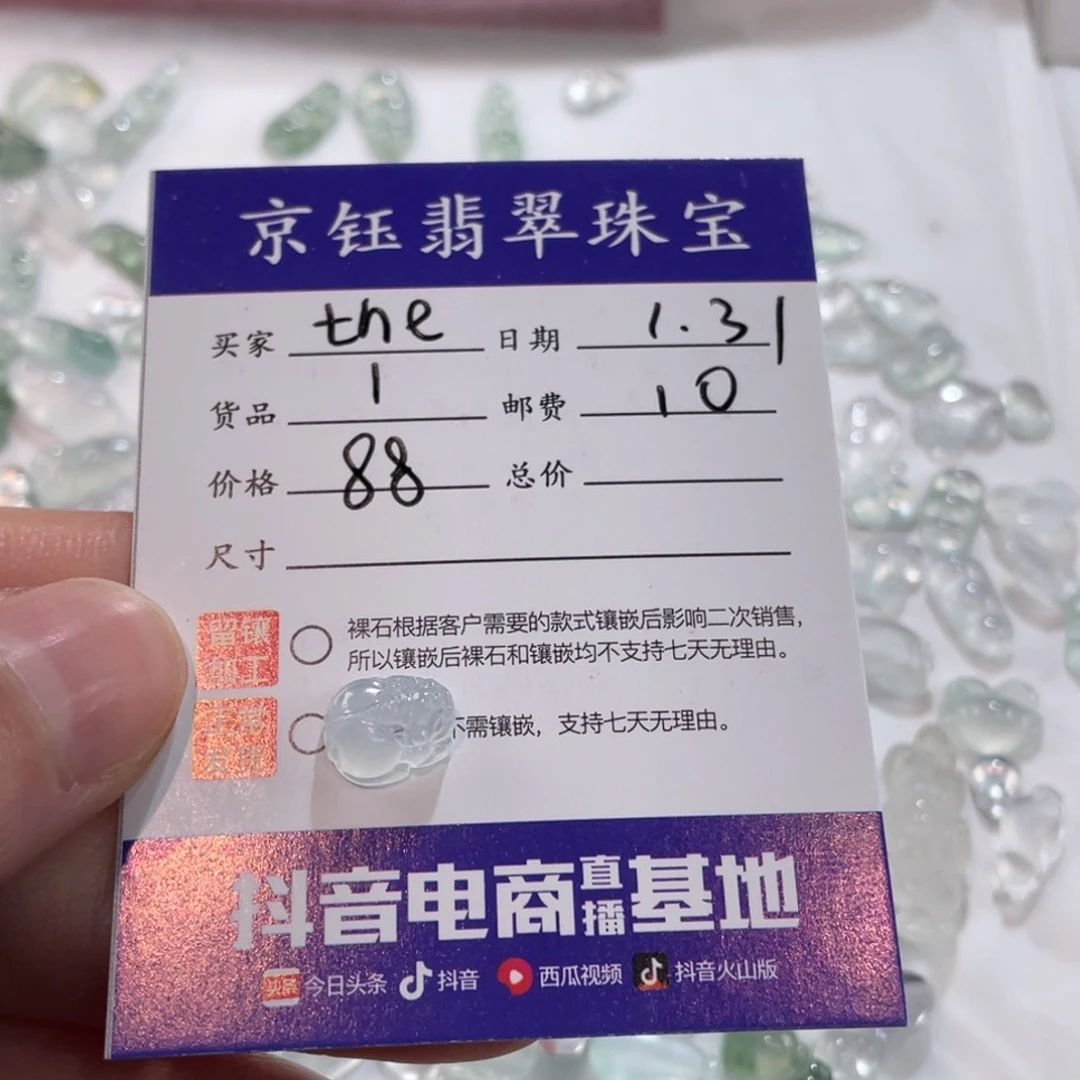 京钰翡翠珠宝
买家 the 日期 1.31
货品 1 邮费 10
价格 88 总价
尺寸
留镶加工
裸石根据客户需要的款式镶嵌后影响二次销售，
所以镶嵌后裸石和镶嵌均不支持七天无理由。
不需镶嵌，支持七天无理由。
抖音电商直播基地
今日头条 抖音 西瓜视频 抖音火山版